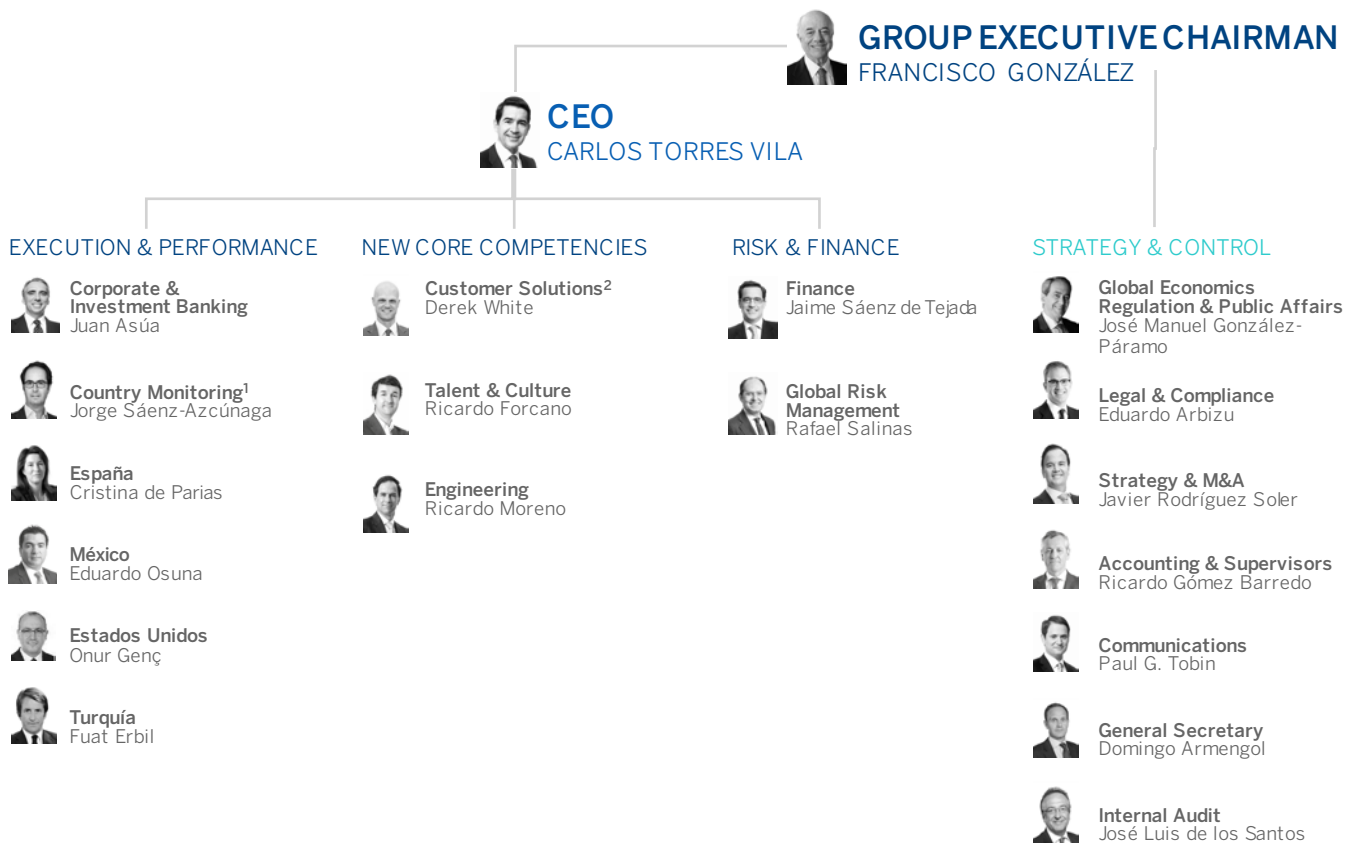 GROUP EXECUTIVE CHAIRMAN
FRANCISCO GONZÁLEZ
CEO
CARLOS TORRES VILA
EXECUTION & PERFORMANCE
Corporate &
Investment Banking
Juan Asúa
Country Monitoring¹
Jorge Sáenz-Azcúnaga
España
Cristina de Parias
México
Eduardo Osuna
Estados Unidos
Onur Genç
Turquía
Fuat Erbil
NEW CORE COMPETENCIES
Customer Solutions²
Derek White
Talent & Culture
Ricardo Forcano
Engineering
Ricardo Moreno
RISK & FINANCE
Finance
Jaime Sáenz de Tejada
Global Risk
Management
Rafael Salinas
STRATEGY & CONTROL
Global Economics
Regulation & Public Affairs
José Manuel González-
Páramo
Legal & Compliance
Eduardo Arbizu
Strategy & M&A
Javier Rodríguez Soler
Accounting & Supervisors
Ricardo Gómez Barredo
Communications
Paul G. Tobin
General Secretary
Domingo Armengol
Internal Audit
José Luis de los Santos